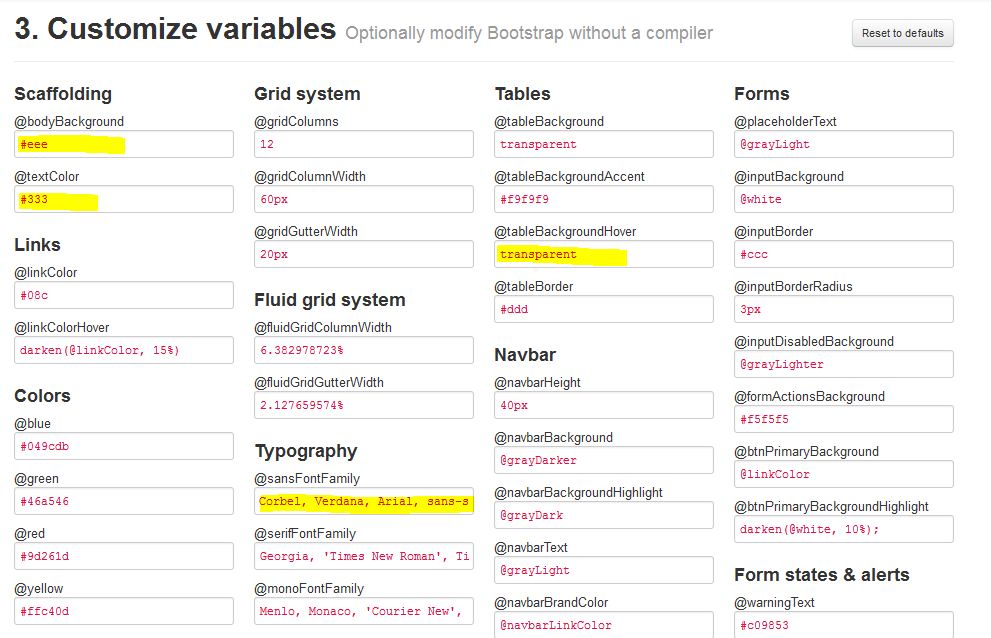 3. Customize variables Optionally modify Bootstrap without a compiler
Reset to defaults
Scaffolding
@bodyBackground
#eee
@textColor
#333
Links
@linkColor
#08c
@linkColorHover
darken(@linkColor, 15%)
Colors
@blue
#049cdb
@green
#46a546
@red
#9d261d
@yellow
#ffc40d
Grid system
@gridColumns
12
@gridColumnWidth
60px
@gridGutterWidth
20px
Fluid grid system
@fluidGridColumnWidth
6.382978723%
@fluidGridGutterWidth
2.127659574%
Typography
@sansFontFamily
Corbel, Verdana, Arial, sans-s
@serifFontFamily
Georgia, 'Times New Roman', Ti
@monoFontFamily
Menlo, Monaco, 'Courier New',
Tables
@tableBackground
transparent
@tableBackgroundAccent
#f9f9f9
@tableBackgroundHover
transparent
@tableBorder
#ddd
Navbar
@navbarHeight
40px
@navbarBackground
@grayDarker
@navbarBackgroundHighlight
@grayDark
@navbarText
@grayLight
@navbarBrandColor
@navbarLinkColor
Forms
@placeholderText
@grayLight
@inputBackground
@white
@inputBorder
#ccc
@inputBorderRadius
3px
@inputDisabledBackground
@grayLighter
@formActionsBackground
#f5f5f5
@btnPrimaryBackground
@linkColor
@btnPrimaryBackgroundHighlight
darken(@white, 10%);
Form states & alerts
@warningText
#c09853